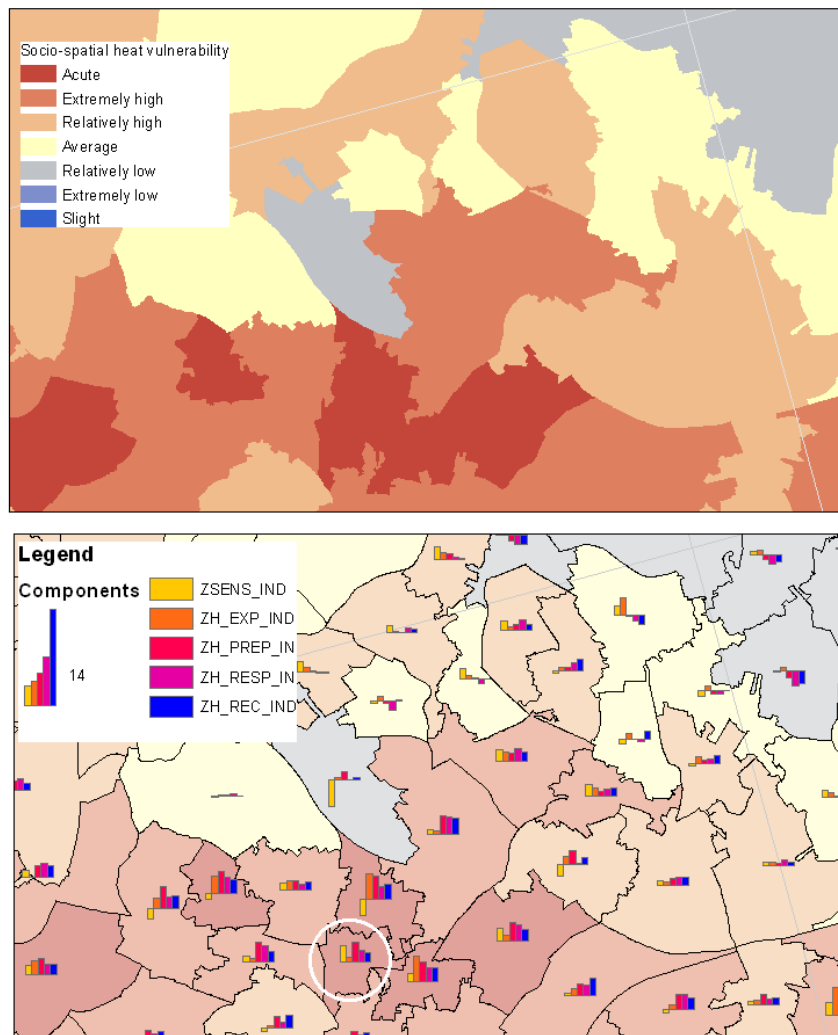 Socio-spatial heat vulnerability
Acute
Extremely high
Relatively high
Average
Relatively low
Extremely low
Slight
Legend
Components
14
ZSENS_IND
ZH_EXP_IND
ZH_PREP_IN
ZH_RESP_IN
ZH_REC_IND